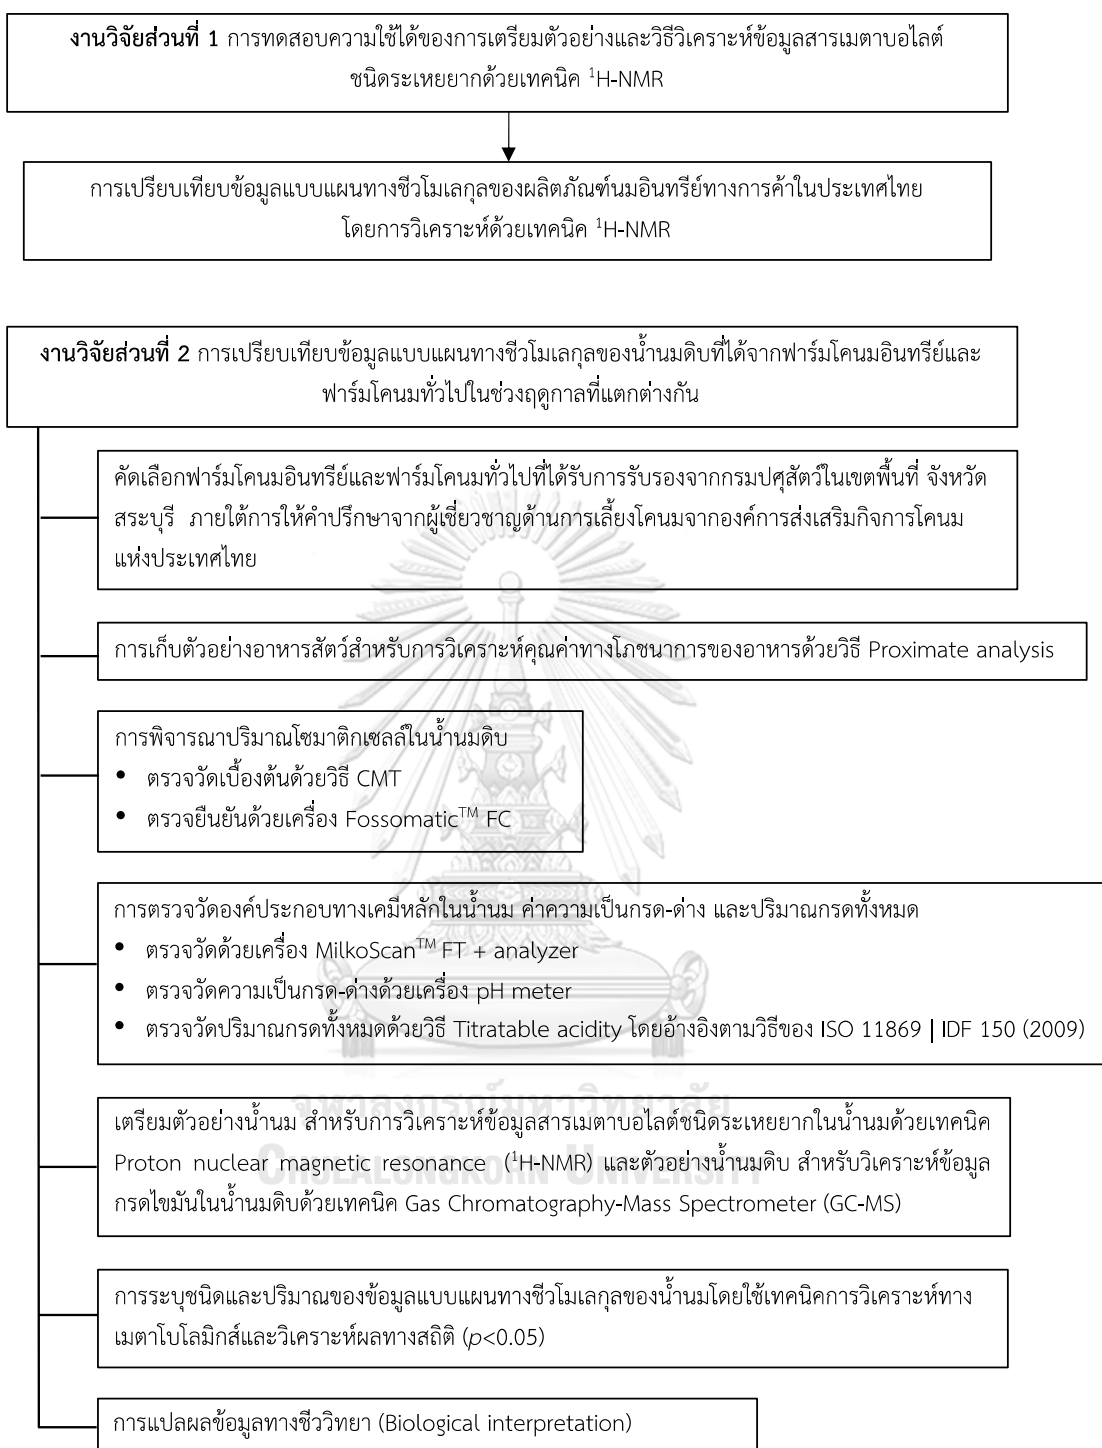 งานวิจัยส่วนที่ 1 การทดสอบความใช้ได้ของการเตรียมตัวอย่างและวิธีวิเคราะห์ข้อมูลสารเมตาบอไลต์
ชนิดระเหยยากด้วยเทคนิค ¹H-NMR
การเปรียบเทียบข้อมูลแบบแผนทางชีวโมเลกุลของผลิตภัณฑ์นมอินทรีย์ทางการค้าในประเทศไทย
โดยการวิเคราะห์ด้วยเทคนิค ¹H-NMR
งานวิจัยส่วนที่ 2 การเปรียบเทียบข้อมูลแบบแผนทางชีวโมเลกุลของน้ำนมดิบที่ได้จากฟาร์มโคนมอินทรีย์และ
ฟาร์มโคนมทั่วไปในช่วงฤดูกาลที่แตกต่างกัน
คัดเลือกฟาร์มโคนมอินทรีย์และฟาร์มโคนมทั่วไปที่ได้รับการรับรองจากกรมปศุสัตว์ในเขตพื้นที่ จังหวัด
สระบุรี ภายใต้การให้คำปรึกษาจากผู้เชี่ยวชาญด้านการเลี้ยงโคนมจากองค์การส่งเสริมกิจการโคนม
แห่งประเทศไทย
การเก็บตัวอย่างอาหารสัตว์สำหรับการวิเคราะห์คุณค่าทางโภชนาการของอาหารด้วยวิธี Proximate analysis
การพิจารณาปริมาณโซมาติกเซลล์ในน้ำนมดิบ
• ตรวจวัดเบื้องต้นด้วยวิธี CMT
• ตรวจยืนยันด้วยเครื่อง Fossomatic™ FC
การตรวจวัดองค์ประกอบทางเคมีหลักในน้ำนม ค่าความเป็นกรด-ด่าง และปริมาณกรดทั้งหมด
• ตรวจวัดด้วยเครื่อง MilkoScan™ FT + analyzer
• ตรวจวัดความเป็นกรด-ด่างด้วยเครื่อง pH meter
• ตรวจวัดปริมาณกรดทั้งหมดด้วยวิธี Titratable acidity โดยอ้างอิงตามวิธีของ ISO 11869 | IDF 150 (2009)
จุฬาลงกรณ์มหาวิทยาลัย
CHULALONGKORN UNIVERSITY
เตรียมตัวอย่างน้ำนม สำหรับการวิเคราะห์ข้อมูลสารเมตาบอไลต์ชนิดระเหยยากในน้ำนมด้วยเทคนิค
Proton nuclear magnetic resonance (¹H-NMR) และตัวอย่างน้ำนมดิบ สำหรับวิเคราะห์ข้อมูล
กรดไขมันในน้ำนมดิบด้วยเทคนิค Gas Chromatography-Mass Spectrometer (GC-MS)
การระบุชนิดและปริมาณของข้อมูลแบบแผนทางชีวโมเลกุลของน้ำนมโดยใช้เทคนิคการวิเคราะห์ทาง
เมตาโบโลมิกส์และวิเคราะห์ผลทางสถิติ (p<0.05)
การแปลผลข้อมูลทางชีววิทยา (Biological interpretation)